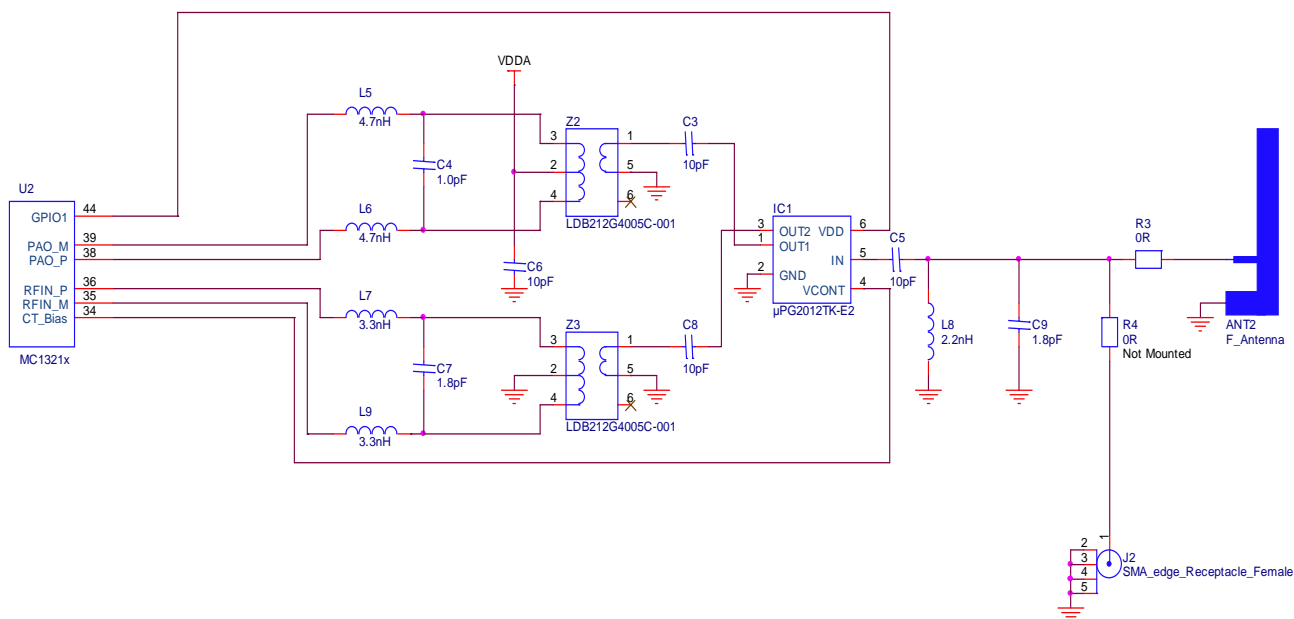 VDDA
L5
4.7nH
C4
1.0pF
L6
4.7nH
Z2
3
2
4
1
5
6
LDB212G4005C-001
C3
10pF
C6
10pF
U2
GPIO1
44
PAO_M
39
PAO_P
38
RFIN_P
36
RFIN_M
35
CT_Bias
34
MC1321x
L7
3.3nH
C7
1.8pF
L9
3.3nH
Z3
3
2
4
1
5
6
LDB212G4005C-001
C8
10pF
IC1
3
OUT2
VDD
6
1
OUT1
IN
5
2
GND
VCONT
4
µPG2012TK-E2
C5
10pF
L8
2.2nH
C9
1.8pF
R3
0R
R4
0R
Not Mounted
ANT2
F_Antenna
1
2
3
4
5
J2
SMA_edge_Receptacle_Female